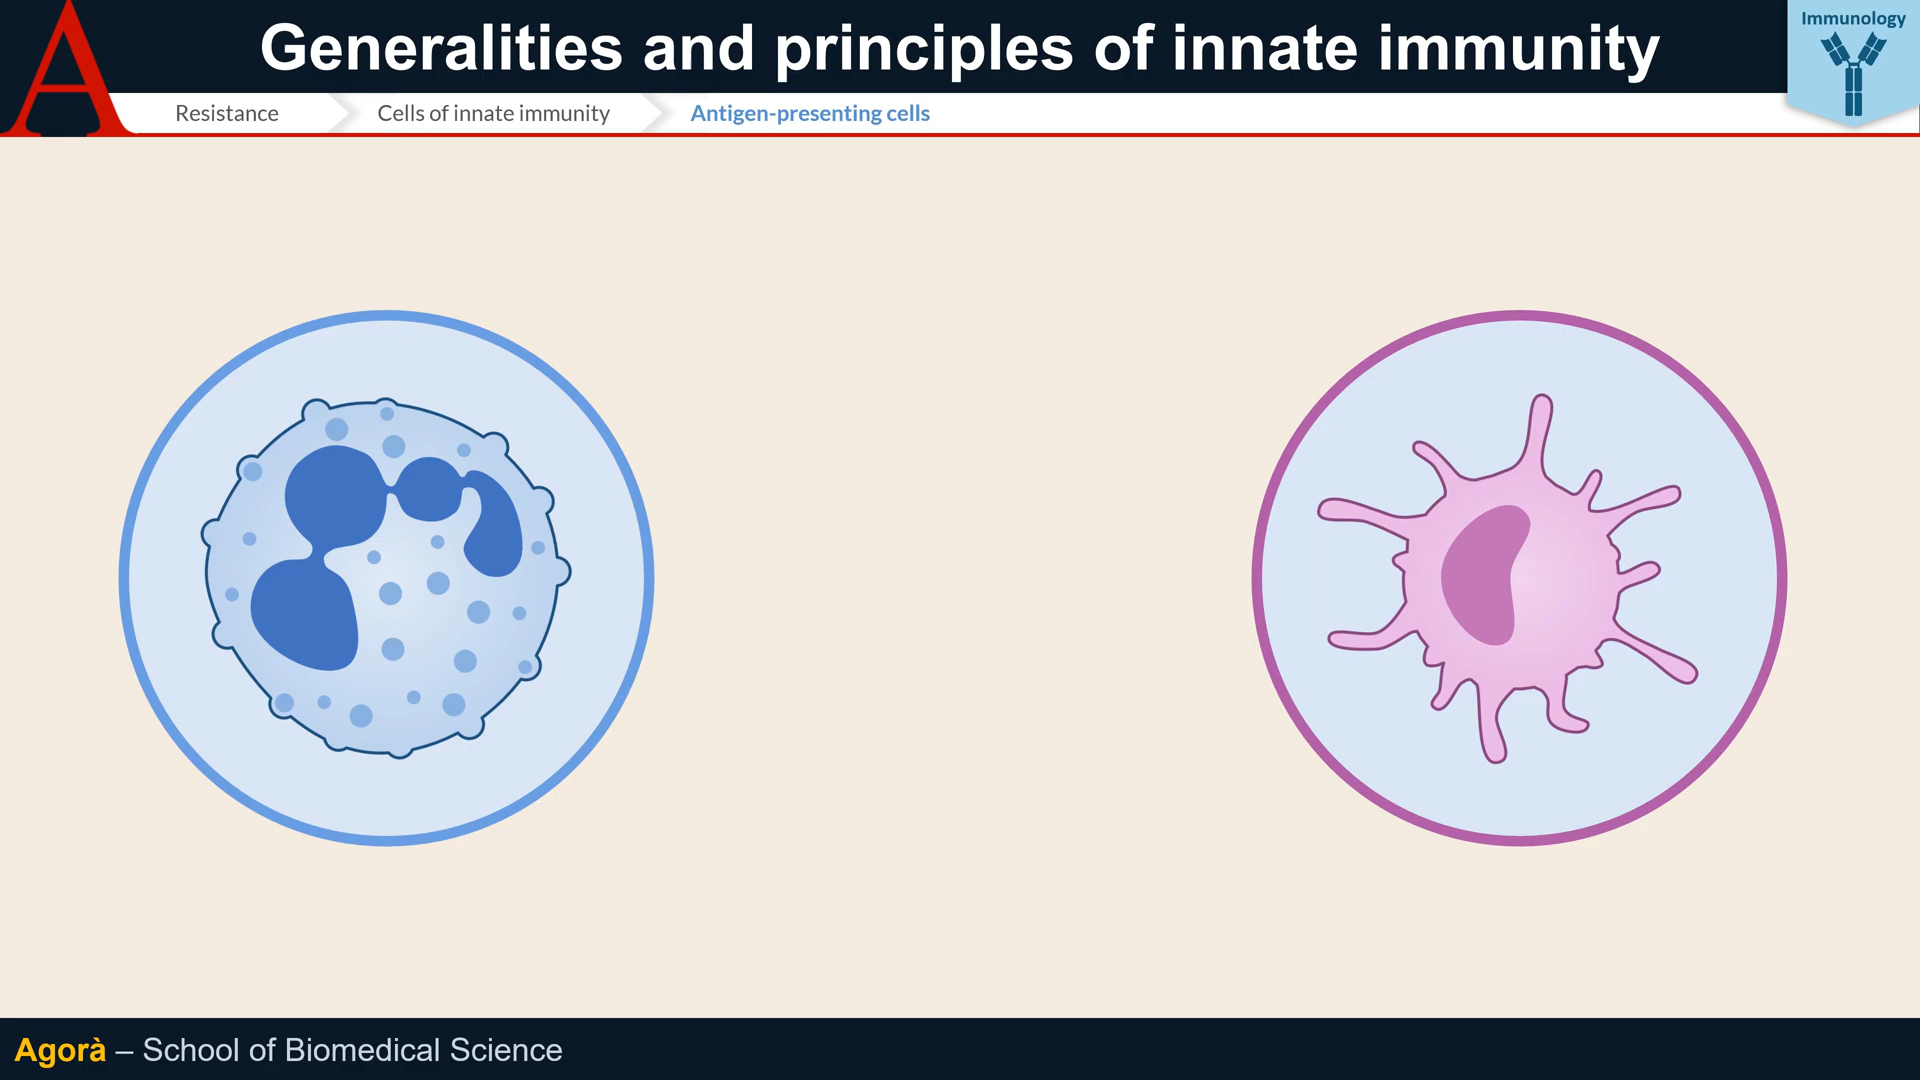 A
Generalities and principles of innate immunity
Immunology
Resistance
Cells of innate immunity
Antigen-presenting cells
Agorà – School of Biomedical Science